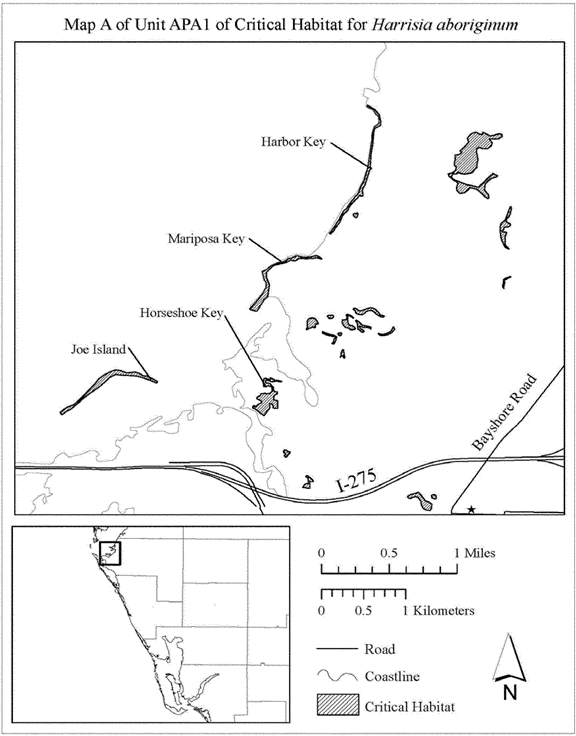 Map A of Unit APA1 of Critical Habitat for Harrisia aboriginum
Harbor Key
Mariposa Key
Horseshoe Key
Joe Island
Bayshore Road
I-275
0 0.5 1 Miles
0 0.5 1 Kilometers
Road
Coastline
Critical Habitat
N